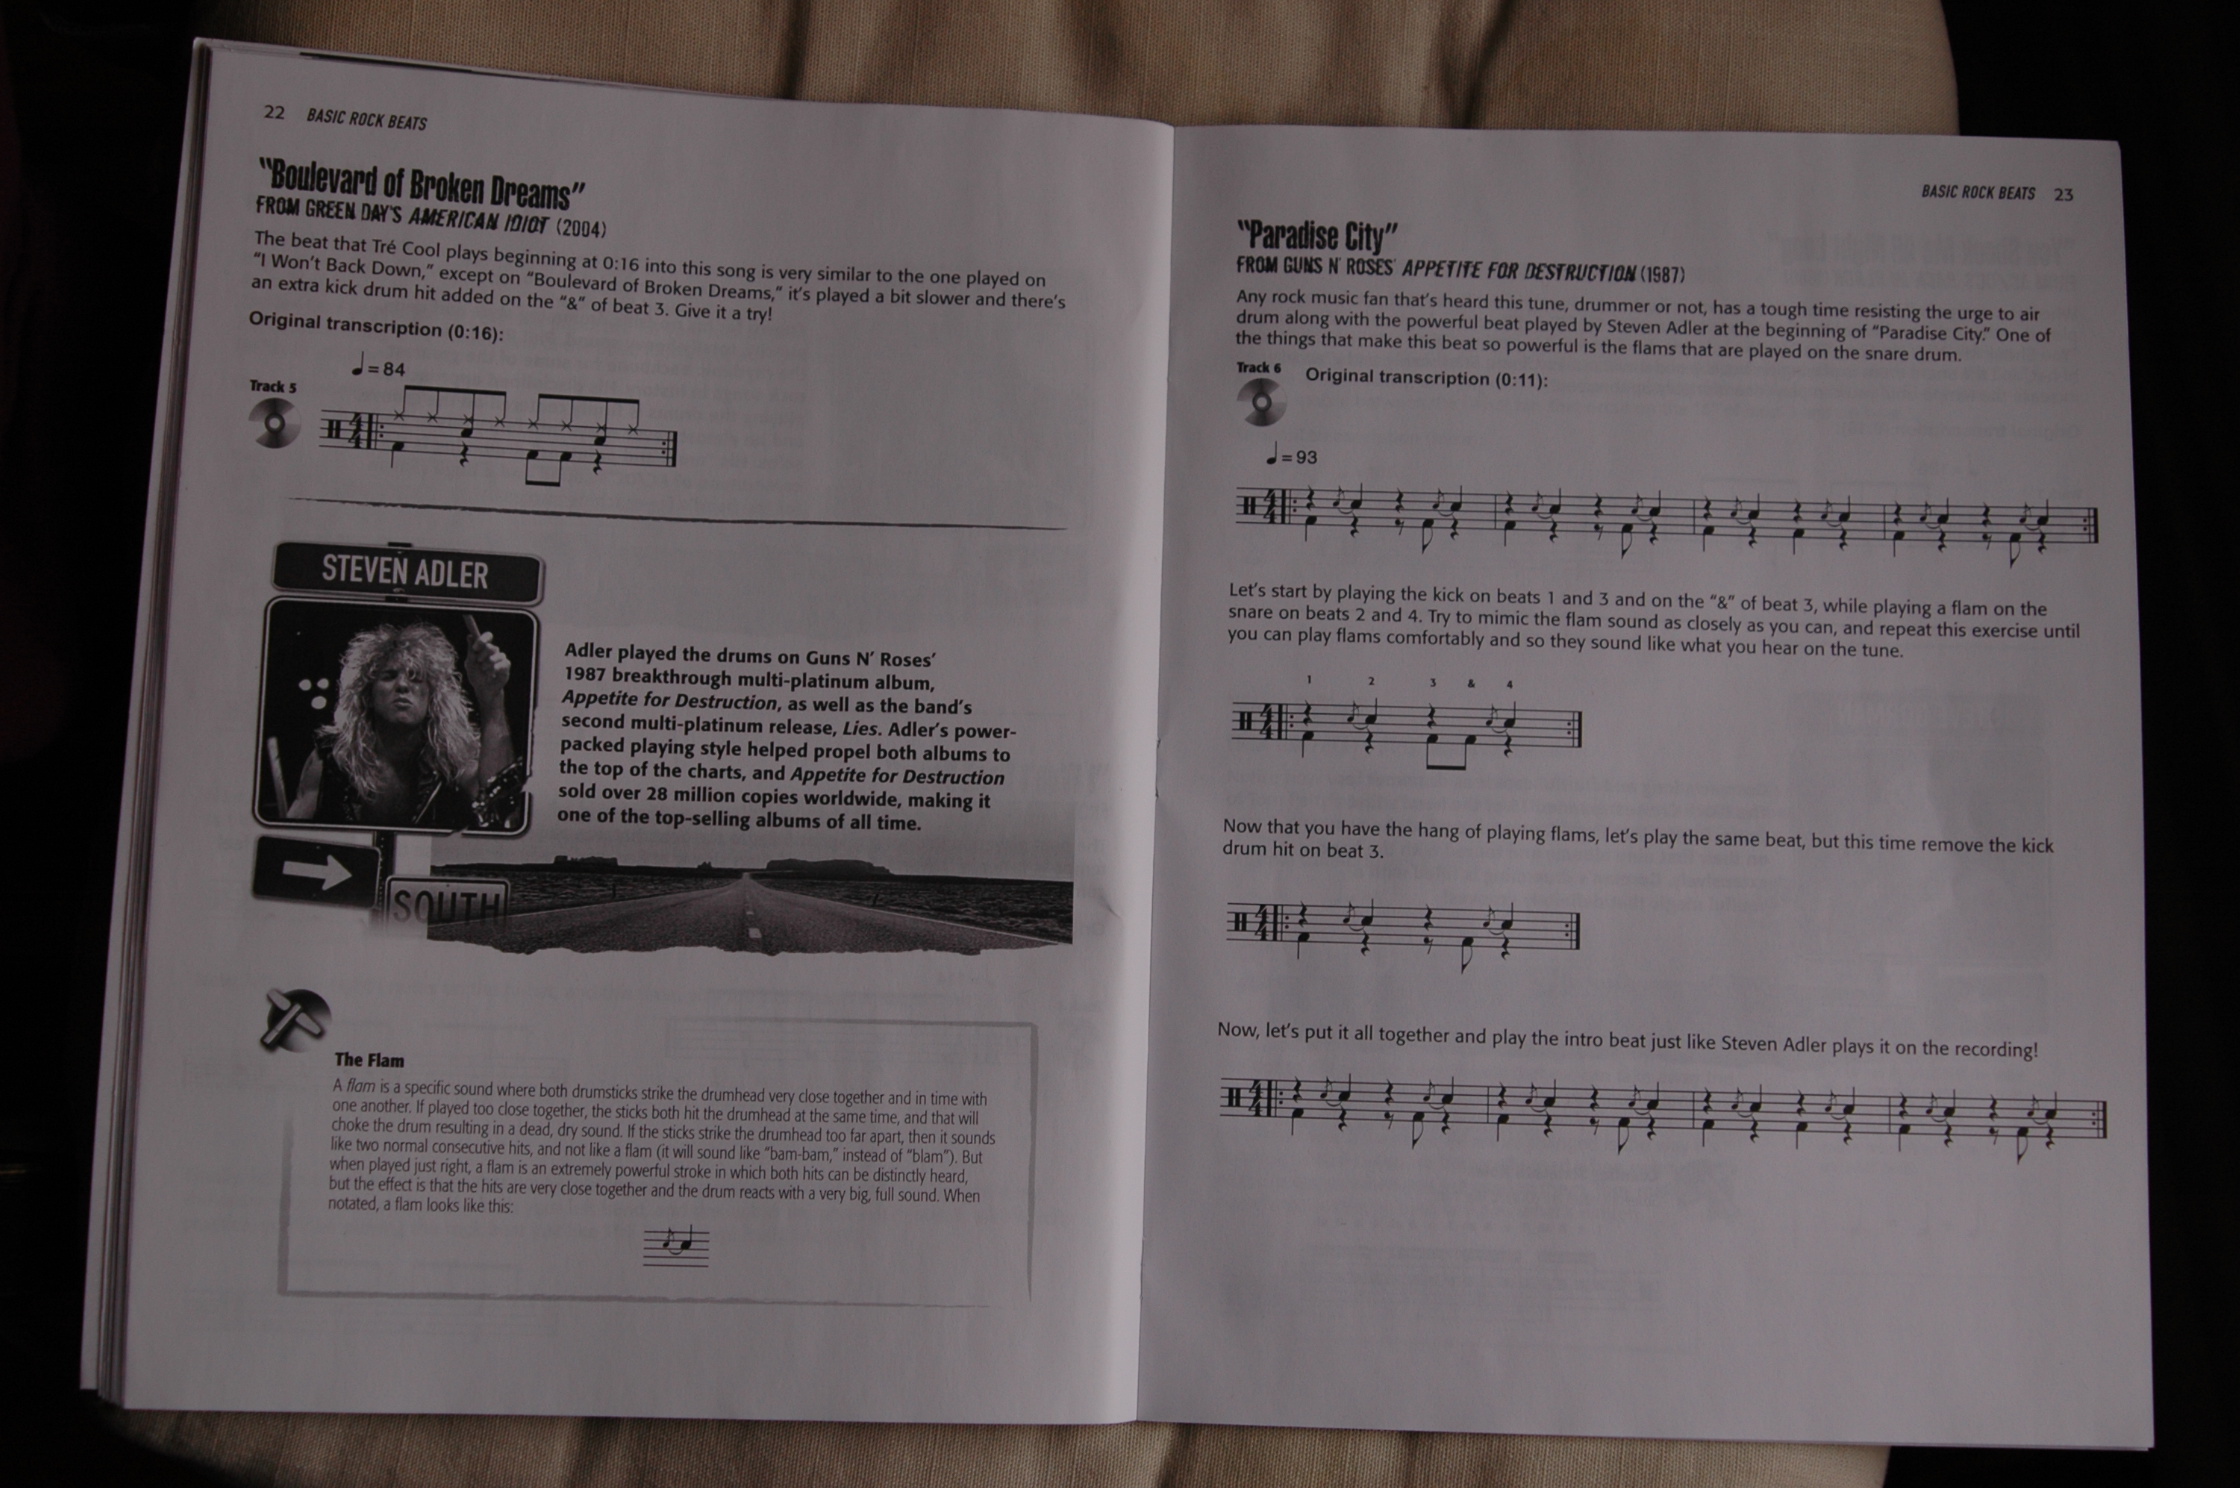 22 BASIC ROCK BEATS
"Boulevard of Broken Dreams"
FROM GREEN DAY'S AMERICAN IDIOT (2004)
The beat that Tré Cool plays beginning at 0:16 into this song is very similar to the one played on
"I Won't Back Down," except on "Boulevard of Broken Dreams," it's played a bit slower and there's
an extra kick drum hit added on the "&" of beat 3. Give it a try!
Original transcription (0:16):
♩ = 84
Track 5
4/4
STEVEN ADLER
Adler played the drums on Guns N' Roses'
1987 breakthrough multi-platinum album,
Appetite for Destruction, as well as the band's
second multi-platinum release, Lies. Adler's power-
packed playing style helped propel both albums to
the top of the charts, and Appetite for Destruction
sold over 28 million copies worldwide, making it
one of the top-selling albums of all time.
SOUTH
The Flam
A flam is a specific sound where both drumsticks strike the drumhead very close together and in time with
one another. If played too close together, the sticks both hit the drumhead at the same time, and that will
choke the drum resulting in a dead, dry sound. If the sticks strike the drumhead too far apart, then it sounds
like two normal consecutive hits, and not like a flam (it will sound like "bam-bam," instead of "blam"). But
when played just right, a flam is an extremely powerful stroke in which both hits can be distinctly heard,
but the effect is that the hits are very close together and the drum reacts with a very big, full sound. When
notated, a flam looks like this:
BASIC ROCK BEATS 23
"Paradise City"
FROM GUNS N' ROSES' APPETITE FOR DESTRUCTION (1987)
Any rock music fan that's heard this tune, drummer or not, has a tough time resisting the urge to air
drum along with the powerful beat played by Steven Adler at the beginning of "Paradise City." One of
the things that make this beat so powerful is the flams that are played on the snare drum.
Track 6 Original transcription (0:11):
♩ = 93
4/4
Let's start by playing the kick on beats 1 and 3 and on the "&" of beat 3, while playing a flam on the
snare on beats 2 and 4. Try to mimic the flam sound as closely as you can, and repeat this exercise until
you can play flams comfortably and so they sound like what you hear on the tune.
1 2 3 & 4
4/4
Now that you have the hang of playing flams, let's play the same beat, but this time remove the kick
drum hit on beat 3.
4/4
Now, let's put it all together and play the intro beat just like Steven Adler plays it on the recording!
4/4